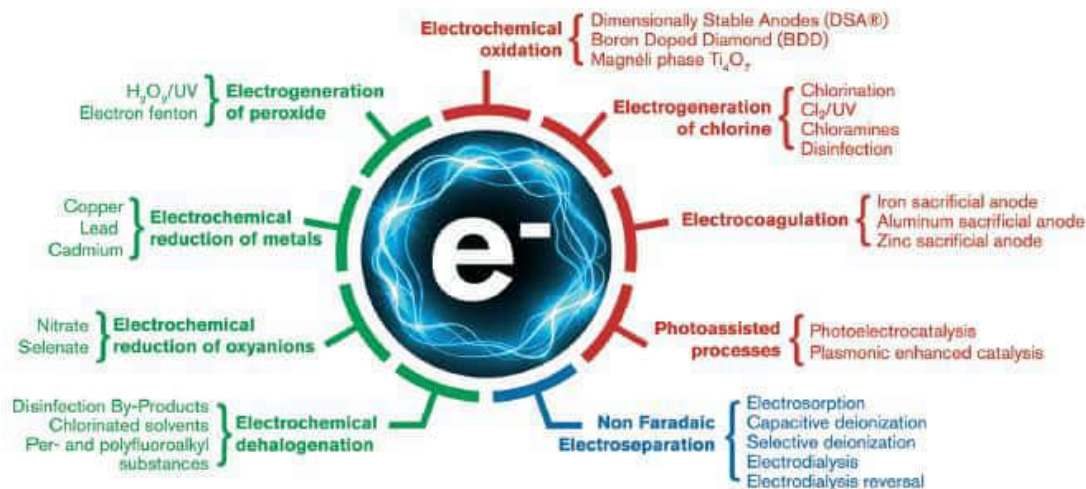 Electrochemical
oxidation
Dimensionally Stable Anodes (DSA®)
Boron Doped Diamond (BDD)
Magnéli phase Ti₄O₇
Electrogeneration
of chlorine
Chlorination
Cl₂/UV
Chloramines
Disinfection
Electrocoagulation
Iron sacrificial anode
Aluminum sacrificial anode
Zinc sacrificial anode
Photoassisted
processes
Photoelectrocatalysis
Plasmonic enhanced catalysis
Non Faradaic
Electroseparation
Electrosorption
Capacitive deionization
Selective deionization
Electrodialysis
Electrodialysis reversal
Electrochemical
dehalogenation
Disinfection By-Products
Chlorinated solvents
Per- and polyfluoroalkyl
substances
Electrochemical
reduction of oxyanions
Nitrate
Selenate
Electrochemical
reduction of metals
Copper
Lead
Cadmium
Electrogeneration
of peroxide
H₂O₂/UV
Electron fenton
e⁻